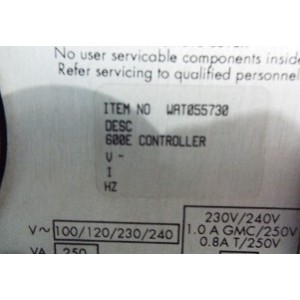 No user servicable components inside
Refer servicing to qualified personnel
ITEM NO WAT055730
DESC
600E CONTROLLER
V -
I
HZ
230V/240V
V~ 100/120/230/240 1.0 A GMC/250V
0.8A T/250V
VA 250